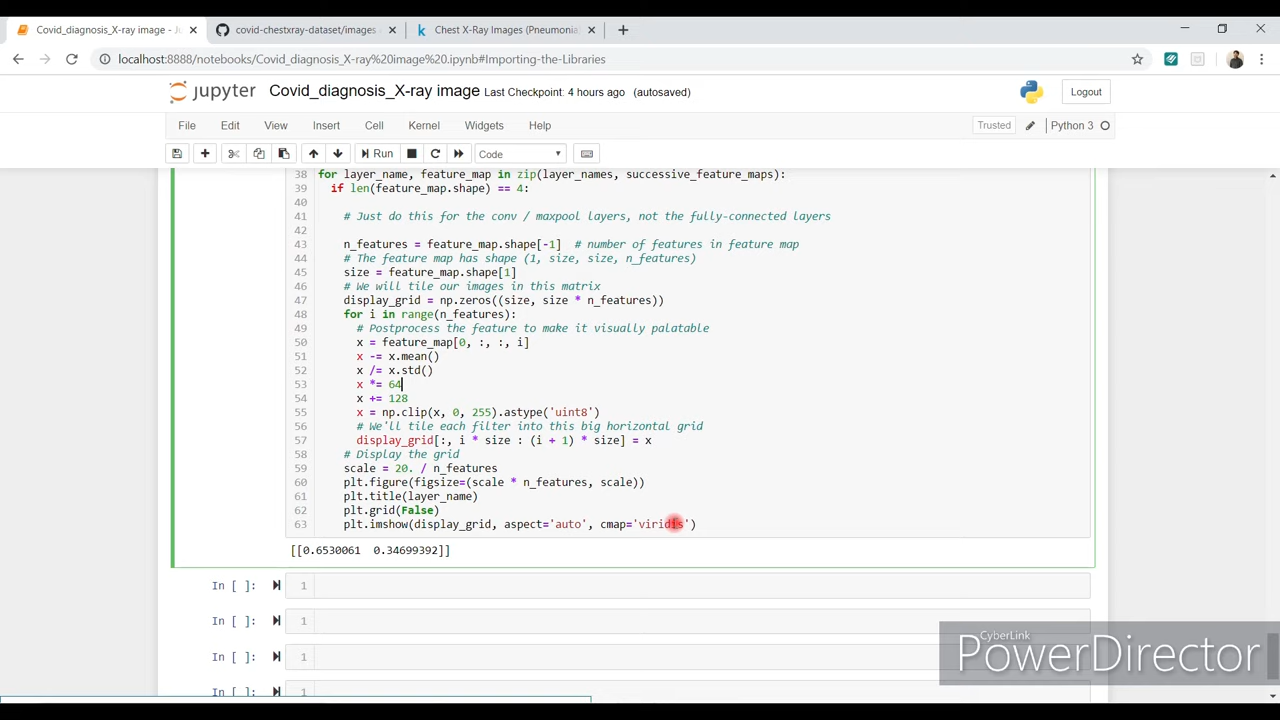 Covid_diagnosis_X-ray image - Ju
covid-chestxray-dataset/images
Chest X-Ray Images (Pneumonia)
localhost:8888/notebooks/Covid_diagnosis_X-ray%20image%20.ipynb#Importing-the-Libraries
jupyter Covid_diagnosis_X-ray image Last Checkpoint: 4 hours ago (autosaved)
Logout
File Edit View Insert Cell Kernel Widgets Help
Trusted Python 3
Run Code
38 for layer_name, feature_map in zip(layer_names, successive_feature_maps):
39 if len(feature_map.shape) == 4:
40
41 # Just do this for the conv / maxpool layers, not the fully-connected layers
42
43 n_features = feature_map.shape[-1] # number of features in feature map
44 # The feature map has shape (1, size, size, n_features)
45 size = feature_map.shape[1]
46 # We will tile our images in this matrix
47 display_grid = np.zeros((size, size * n_features))
48 for i in range(n_features):
49 # Postprocess the feature to make it visually palatable
50 x = feature_map[0, :, :, i]
51 x -= x.mean()
52 x /= x.std()
53 x *= 64
54 x += 128
55 x = np.clip(x, 0, 255).astype('uint8')
56 # We'll tile each filter into this big horizontal grid
57 display_grid[:, i * size : (i + 1) * size] = x
58 # Display the grid
59 scale = 20. / n_features
60 plt.figure(figsize=(scale * n_features, scale))
61 plt.title(layer_name)
62 plt.grid(False)
63 plt.imshow(display_grid, aspect='auto', cmap='viridis')
[[0.6530061 0.34699392]]
In [ ]: 1
In [ ]: 1
In [ ]: 1
In [ ]: 1
CyberLink
PowerDirector